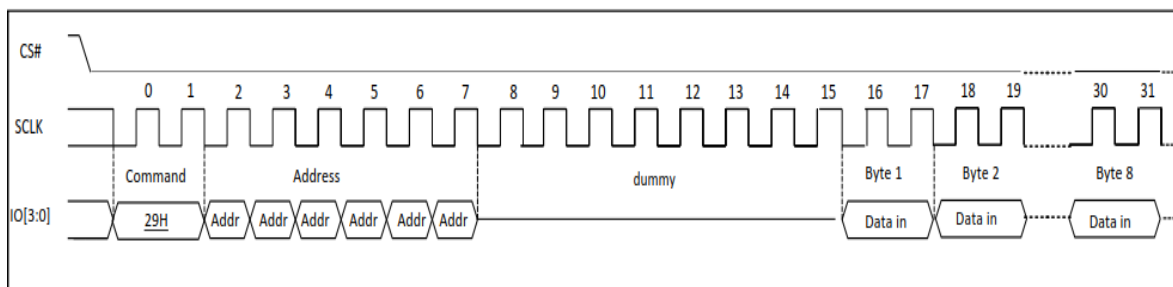 CS#
0 1 2 3 4 5 6 7 8 9 10 11 12 13 14 15 16 17 18 19 30 31
SCLK
Command Address dummy Byte 1 Byte 2 Byte 8
IO[3:0] 29H Addr Addr Addr Addr Addr Addr Data in Data in Data in